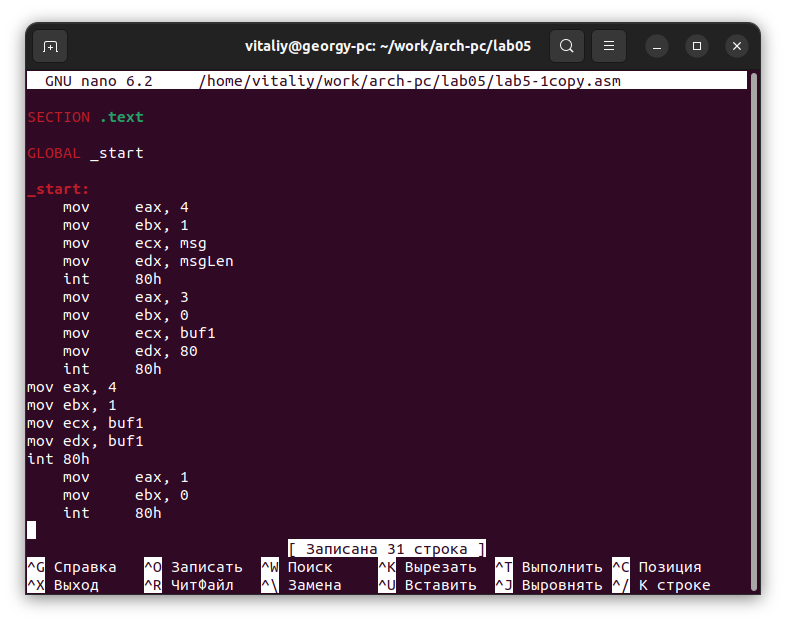 vitaliy@georgy-pc: ~/work/arch-pc/lab05
GNU nano 6.2 /home/vitaliy/work/arch-pc/lab05/lab5-1copy.asm
SECTION .text
GLOBAL _start
_start:
mov eax, 4
mov ebx, 1
mov ecx, msg
mov edx, msgLen
int 80h
mov eax, 3
mov ebx, 0
mov ecx, buf1
mov edx, 80
int 80h
mov eax, 4
mov ebx, 1
mov ecx, buf1
mov edx, buf1
int 80h
mov eax, 1
mov ebx, 0
int 80h
[ Записана 31 строка ]
^G Справка ^O Записать ^W Поиск ^K Вырезать ^T Выполнить ^C Позиция
^X Выход ^R ЧитФайл ^\ Замена ^U Вставить ^J Выровнять ^/ К строке